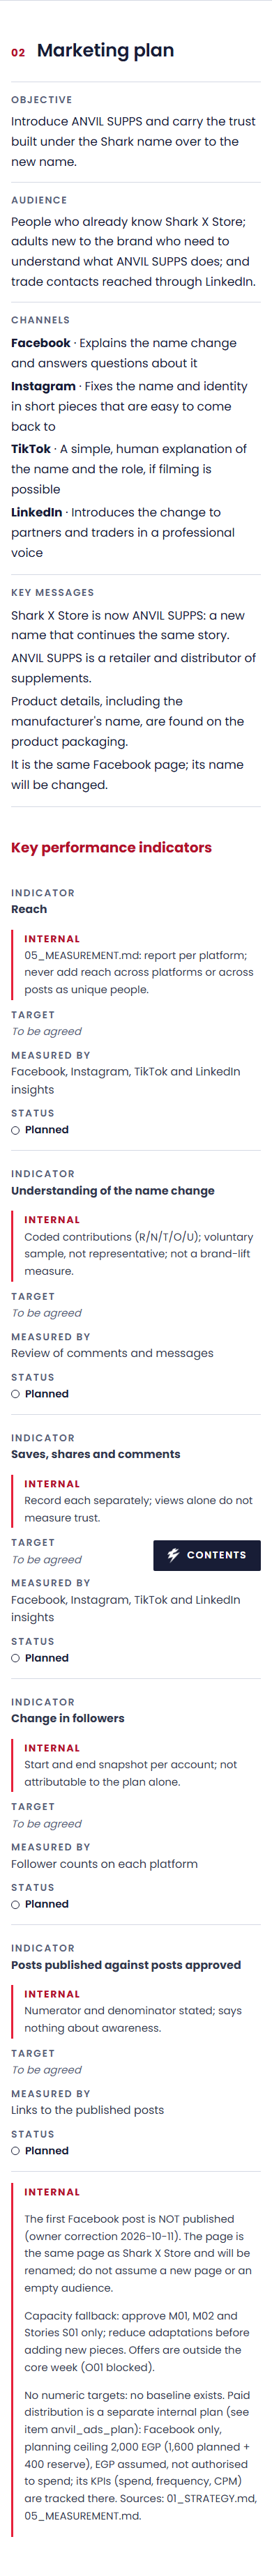 02 Marketing plan
OBJECTIVE
Introduce ANVIL SUPPS and carry the trust
built under the Shark name over to the
new name.
AUDIENCE
People who already know Shark X Store;
adults new to the brand who need to
understand what ANVIL SUPPS does; and
trade contacts reached through LinkedIn.
CHANNELS
Facebook · Explains the name change
and answers questions about it
Instagram · Fixes the name and identity
in short pieces that are easy to come
back to
TikTok · A simple, human explanation of
the name and the role, if filming is
possible
LinkedIn · Introduces the change to
partners and traders in a professional
voice
KEY MESSAGES
Shark X Store is now ANVIL SUPPS: a new
name that continues the same story.
ANVIL SUPPS is a retailer and distributor of
supplements.
Product details, including the
manufacturer's name, are found on the
product packaging.
It is the same Facebook page; its name
will be changed.
Key performance indicators
INDICATOR
Reach
INTERNAL
05_MEASUREMENT.md: report per platform;
never add reach across platforms or across
posts as unique people.
TARGET
To be agreed
MEASURED BY
Facebook, Instagram, TikTok and LinkedIn
insights
STATUS
Planned
INDICATOR
Understanding of the name change
INTERNAL
Coded contributions (R/N/T/O/U); voluntary
sample, not representative; not a brand-lift
measure.
TARGET
To be agreed
MEASURED BY
Review of comments and messages
STATUS
Planned
INDICATOR
Saves, shares and comments
INTERNAL
Record each separately; views alone do not
measure trust.
TARGET
To be agreed
CONTENTS
MEASURED BY
Facebook, Instagram, TikTok and LinkedIn
insights
STATUS
Planned
INDICATOR
Change in followers
INTERNAL
Start and end snapshot per account; not
attributable to the plan alone.
TARGET
To be agreed
MEASURED BY
Follower counts on each platform
STATUS
Planned
INDICATOR
Posts published against posts approved
INTERNAL
Numerator and denominator stated; says
nothing about awareness.
TARGET
To be agreed
MEASURED BY
Links to the published posts
STATUS
Planned
INTERNAL
The first Facebook post is NOT published
(owner correction 2026-10-11). The page is
the same page as Shark X Store and will be
renamed; do not assume a new page or an
empty audience.
Capacity fallback: approve M01, M02 and
Stories S01 only; reduce adaptations before
adding new pieces. Offers are outside the
core week (O01 blocked).
No numeric targets: no baseline exists. Paid
distribution is a separate internal plan (see
item anvil_ads_plan): Facebook only,
planning ceiling 2,000 EGP (1,600 planned +
400 reserve), EGP assumed, not authorised
to spend; its KPIs (spend, frequency, CPM)
are tracked there. Sources: 01_STRATEGY.md,
05_MEASUREMENT.md.